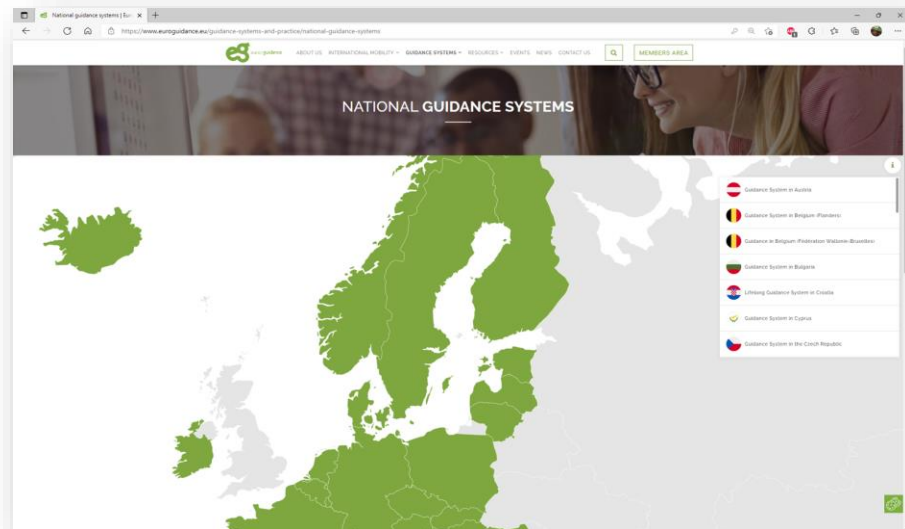 National guidance systems | Eur
https://www.euroguidance.eu/guidance-systems-and-practice/national-guidance-systems
eg euroguidance ABOUT US INTERNATIONAL MOBILITY GUIDANCE SYSTEMS RESOURCES EVENTS NEWS CONTACT US MEMBERS AREA
NATIONAL GUIDANCE SYSTEMS
i
Guidance System in Austria
Guidance System in Belgium (Flanders)
Guidance in Belgium (Fédération Wallonie-Bruxelles)
Guidance System in Bulgaria
Lifelong Guidance System in Croatia
Guidance System in Cyprus
Guidance System in the Czech Republic